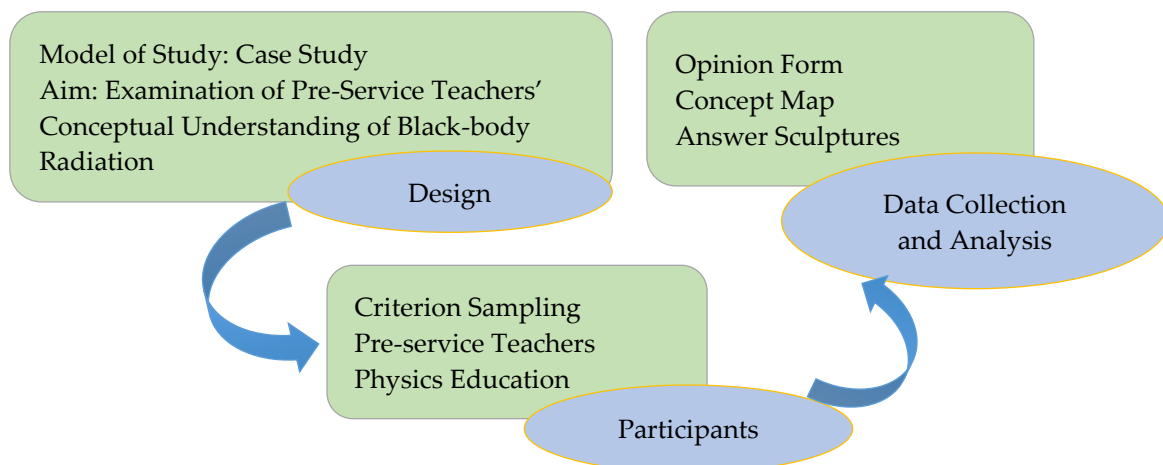 Model of Study: Case Study
Aim: Examination of Pre-Service Teachers’
Conceptual Understanding of Black-body
Radiation
Design
Criterion Sampling
Pre-service Teachers
Physics Education
Participants
Opinion Form
Concept Map
Answer Sculptures
Data Collection
and Analysis